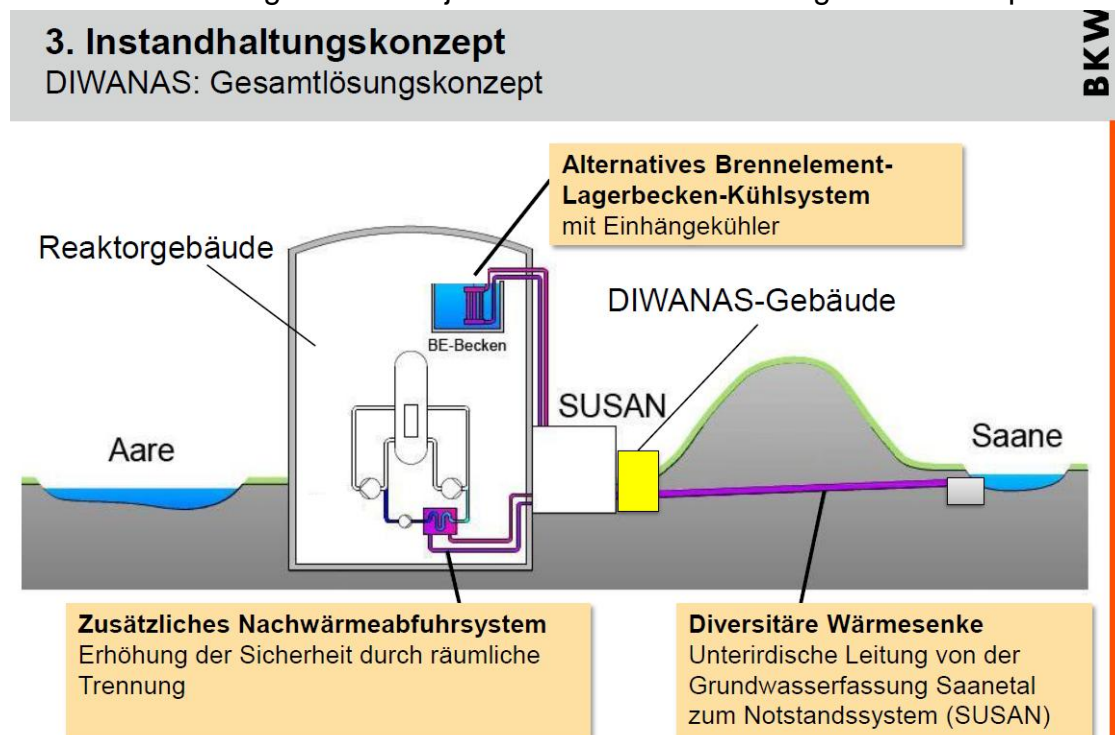 3. Instandhaltungskonzept
DIWANAS: Gesamtlösungskonzept
BKW
Alternatives Brennelement-
Lagerbecken-Kühlsystem
mit Einhängekühler
Reaktorgebäude
DIWANAS-Gebäude
BE-Becken
SUSAN
Aare
Saane
Zusätzliches Nachwärmeabfuhrsystem
Erhöhung der Sicherheit durch räumliche
Trennung
Diversitäre Wärmesenke
Unterirdische Leitung von der
Grundwasserfassung Saanetal
zum Notstandssystem (SUSAN)